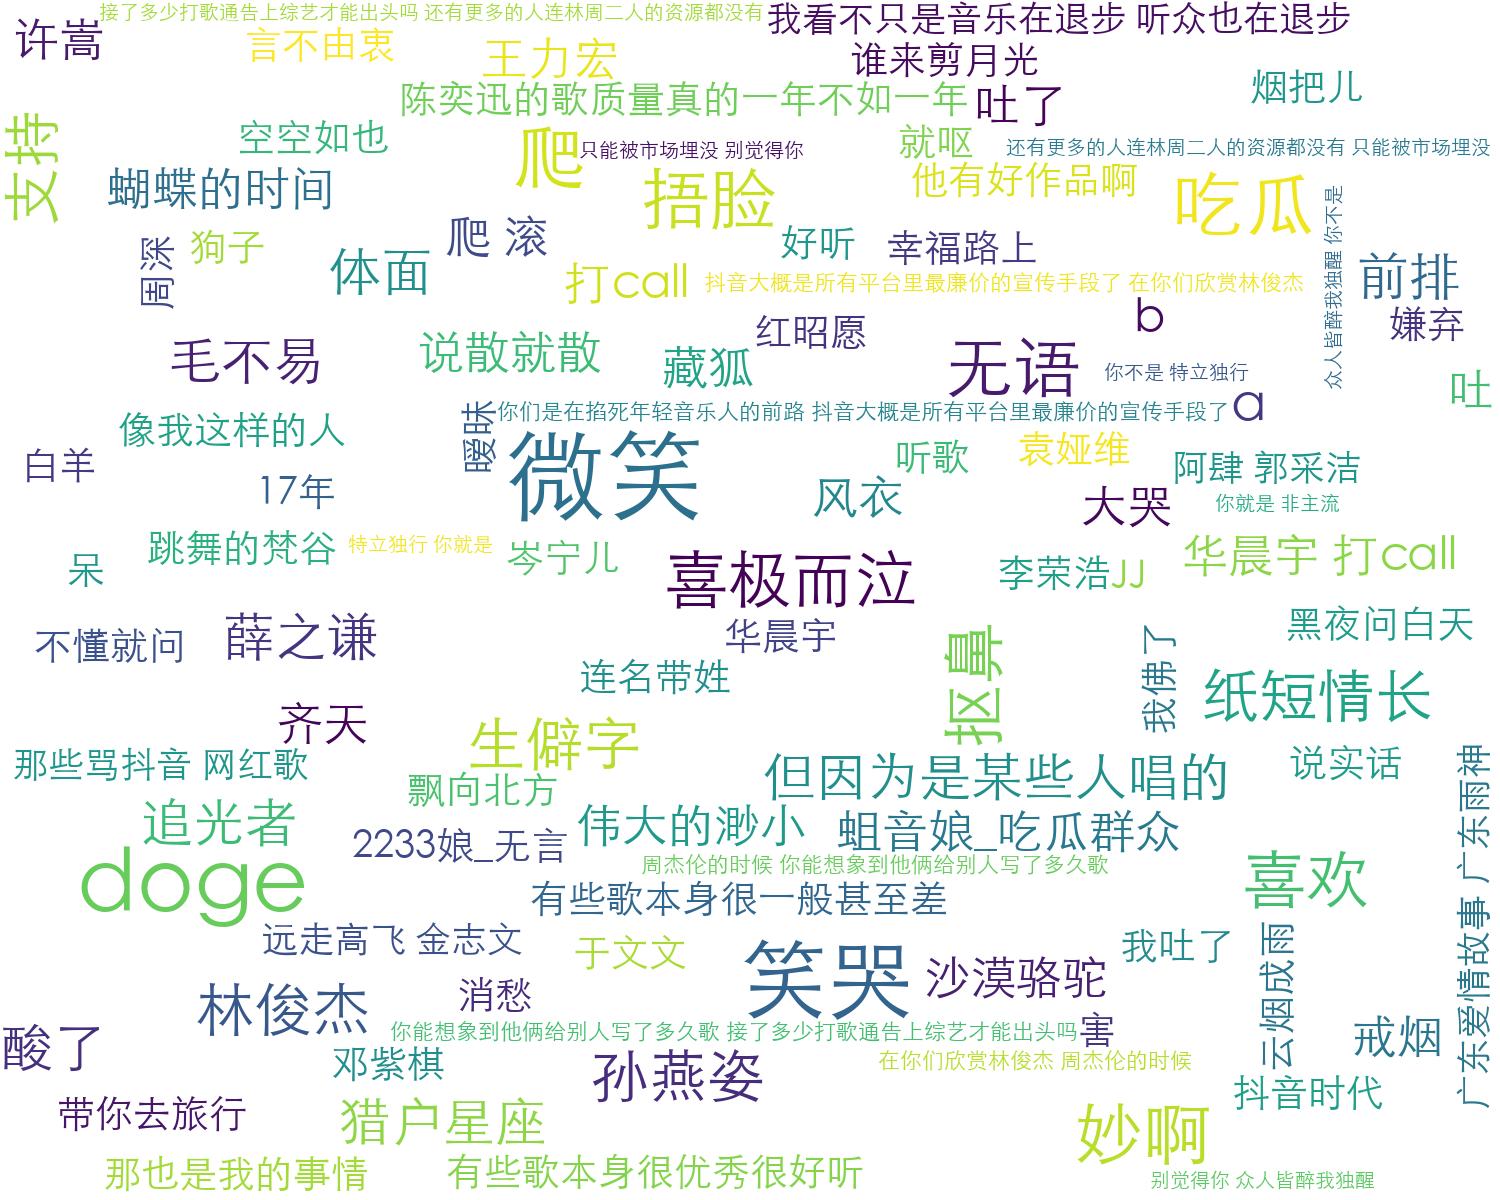 接了多少打歌通告上综艺才能出头吗 还有更多的人连林周二人的资源都没有
我看不只是音乐在退步 听众也在退步
许嵩
言不由衷
王力宏
谁来剪月光
陈奕迅的歌质量真的一年不如一年
吐了
烟把儿
支持
空空如也
爬
只能被市场埋没 别觉得你
就呕
还有更多的人连林周二人的资源都没有 只能被市场埋没
蝴蝶的时间
捂脸
他有好作品啊
吃瓜
众人皆醉我独醒 你不是
周深
狗子
体面
爬 滚
好听
幸福路上
前排
打call
抖音大概是所有平台里最廉价的宣传手段了 在你们欣赏林俊杰
b
嫌弃
毛不易
说散就散
藏狐
红昭愿
无语
你不是 特立独行
吐
像我这样的人
暧昧
你们是在掐死年轻音乐人的前路 抖音大概是所有平台里最廉价的宣传手段了
a
白羊
17年
微笑
听歌
袁娅维
阿肆 郭采洁
风衣
大哭
你就是 非主流
呆
跳舞的梵谷
特立独行 你就是
岑宁儿
喜极而泣
李荣浩
JJ
华晨宇 打call
不懂就问
薛之谦
华晨宇
抠鼻
我佛了
黑夜问白天
连名带姓
纸短情长
齐天
生僻字
那些骂抖音 网红歌
飘向北方
但因为是某些人唱的
说实话
广东爱情故事 广东雨神
追光者
2233娘_无言
伟大的渺小
蛆音娘_吃瓜群众
doge
周杰伦的时候 你能想象到他俩给别人写了多久歌
喜欢
有些歌本身很一般甚至差
远走高飞 金志文
于文文
笑哭
我吐了
云烟成雨
林俊杰
消愁
沙漠骆驼
酸了
你能想象到他俩给别人写了多久歌 接了多少打歌通告上综艺才能出头吗
害
戒烟
邓紫棋
孙燕姿
在你们欣赏林俊杰 周杰伦的时候
抖音时代
带你去旅行
猎户星座
妙啊
那也是我的事情
有些歌本身很优秀很好听
别觉得你 众人皆醉我独醒